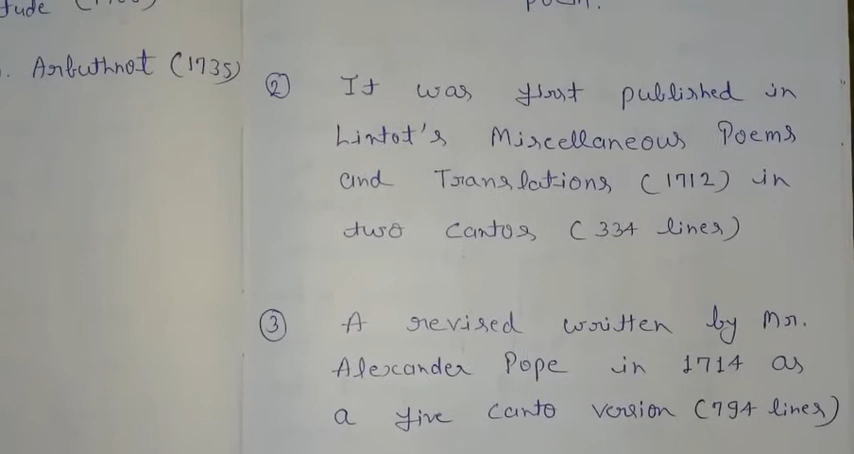 . Arbuthnot (1735)
② It was first published in
Lintot's Miscellaneous Poems
and Translations (1712) in
two Cantos (334 lines)
③ A revised written by Mr.
Alexander Pope in 1714 as
a five Canto version (794 lines)